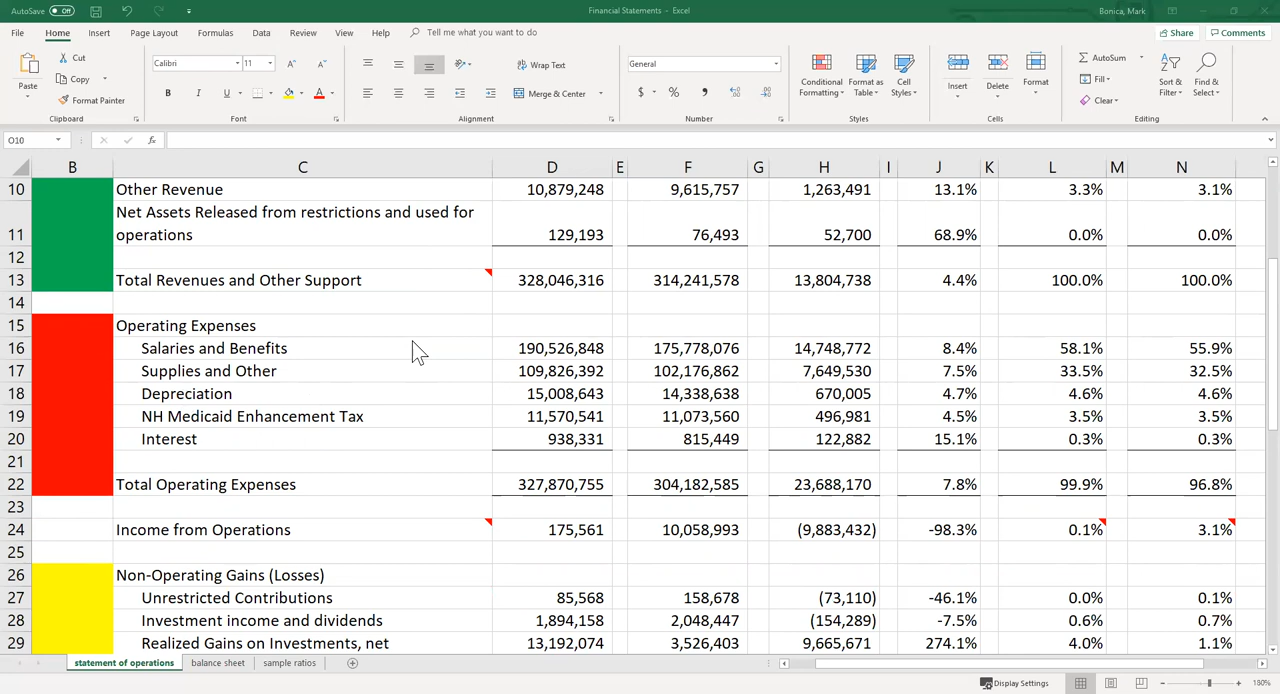 AutoSave Off Financial Statements - Excel Bonica, Mark
File Home Insert Page Layout Formulas Data Review View Help Tell me what you want to do Share Comments
Paste Cut Copy Format Painter Clipboard
Calibri 11 A A B I U A Font
Wrap Text Merge & Center Alignment
General $ % , Number
Conditional Formatting Format as Table Cell Styles Styles
Insert Delete Format Cells
AutoSum Fill Clear Sort & Filter Find & Select Editing
O10 fx
B C D E F G H I J K L M N
10 Other Revenue 10,879,248 9,615,757 1,263,491 13.1% 3.3% 3.1%
Net Assets Released from restrictions and used for
11 operations 129,193 76,493 52,700 68.9% 0.0% 0.0%
12
13 Total Revenues and Other Support 328,046,316 314,241,578 13,804,738 4.4% 100.0% 100.0%
14
15 Operating Expenses
16 Salaries and Benefits 190,526,848 175,778,076 14,748,772 8.4% 58.1% 55.9%
17 Supplies and Other 109,826,392 102,176,862 7,649,530 7.5% 33.5% 32.5%
18 Depreciation 15,008,643 14,338,638 670,005 4.7% 4.6% 4.6%
19 NH Medicaid Enhancement Tax 11,570,541 11,073,560 496,981 4.5% 3.5% 3.5%
20 Interest 938,331 815,449 122,882 15.1% 0.3% 0.3%
21
22 Total Operating Expenses 327,870,755 304,182,585 23,688,170 7.8% 99.9% 96.8%
23
24 Income from Operations 175,561 10,058,993 (9,883,432) -98.3% 0.1% 3.1%
25
26 Non-Operating Gains (Losses)
27 Unrestricted Contributions 85,568 158,678 (73,110) -46.1% 0.0% 0.1%
28 Investment income and dividends 1,894,158 2,048,447 (154,289) -7.5% 0.6% 0.7%
29 Realized Gains on Investments, net 13,192,074 3,526,403 9,665,671 274.1% 4.0% 1.1%
statement of operations balance sheet sample ratios
Display Settings 180%